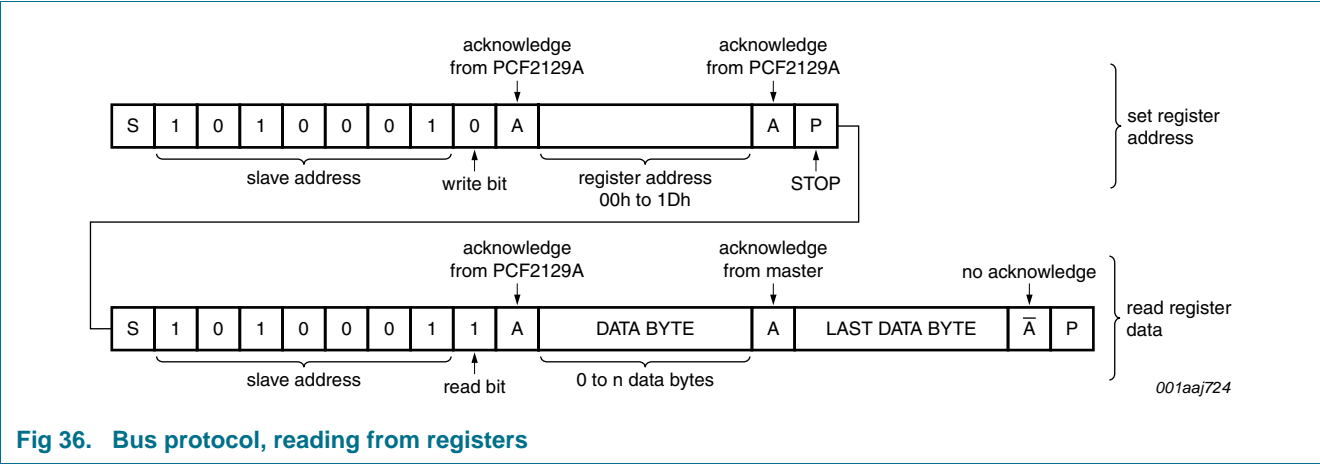 acknowledge
from PCF2129A
acknowledge
from PCF2129A
S 1 0 1 0 0 0 1 0 A A P
set register
address
slave address
write bit
register address
00h to 1Dh
STOP
acknowledge
from PCF2129A
acknowledge
from master
no acknowledge
S 1 0 1 0 0 0 1 1 A DATA BYTE A LAST DATA BYTE A̅ P
read register
data
slave address
read bit
0 to n data bytes
001aaj724
Fig 36. Bus protocol, reading from registers